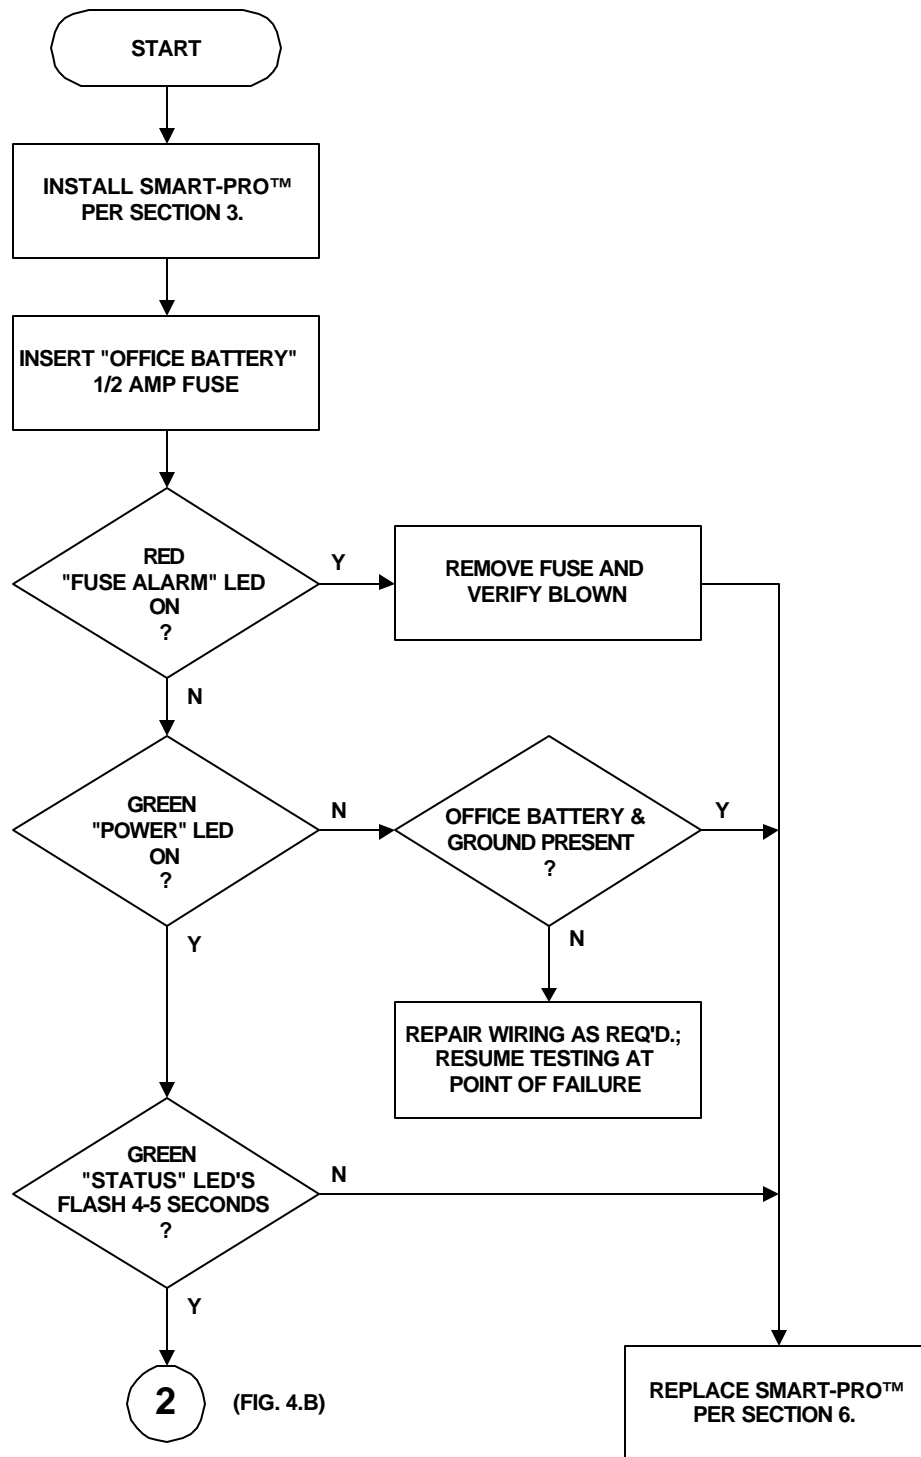 START
INSTALL SMART-PRO™
PER SECTION 3.
INSERT "OFFICE BATTERY"
1/2 AMP FUSE
RED
"FUSE ALARM" LED
ON
?
Y
REMOVE FUSE AND
VERIFY BLOWN
N
GREEN
"POWER" LED
ON
?
N
OFFICE BATTERY &
GROUND PRESENT
?
Y
Y
N
REPAIR WIRING AS REQ'D.;
RESUME TESTING AT
POINT OF FAILURE
GREEN
"STATUS" LED'S
FLASH 4-5 SECONDS
?
N
Y
2
(FIG. 4.B)
REPLACE SMART-PRO™
PER SECTION 6.